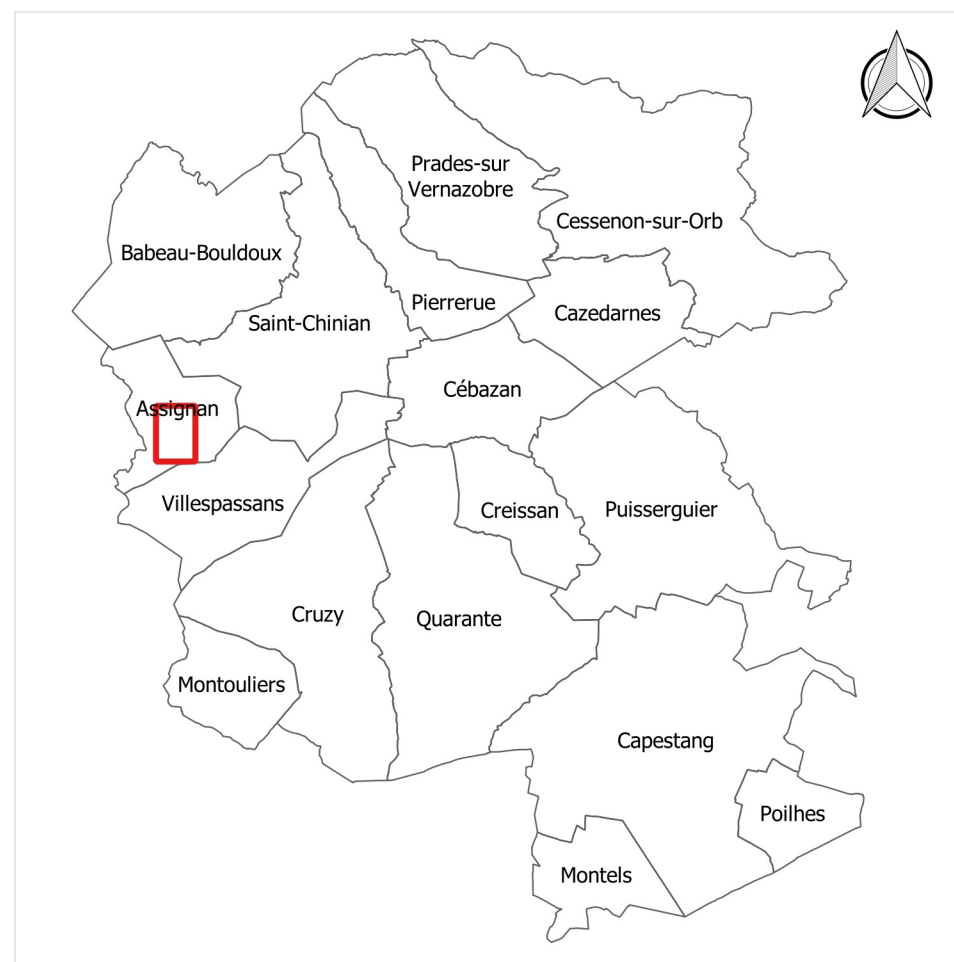 Prades-sur
Vernazobre
Cessenon-sur-Orb
Babeau-Bouldoux
Pierrerue
Cazedarnes
Saint-Chinian
Cébazan
Assignan
Villespassans
Creissan
Puisserguier
Cruzy
Quarante
Montouliers
Capestang
Poilhes
Montels